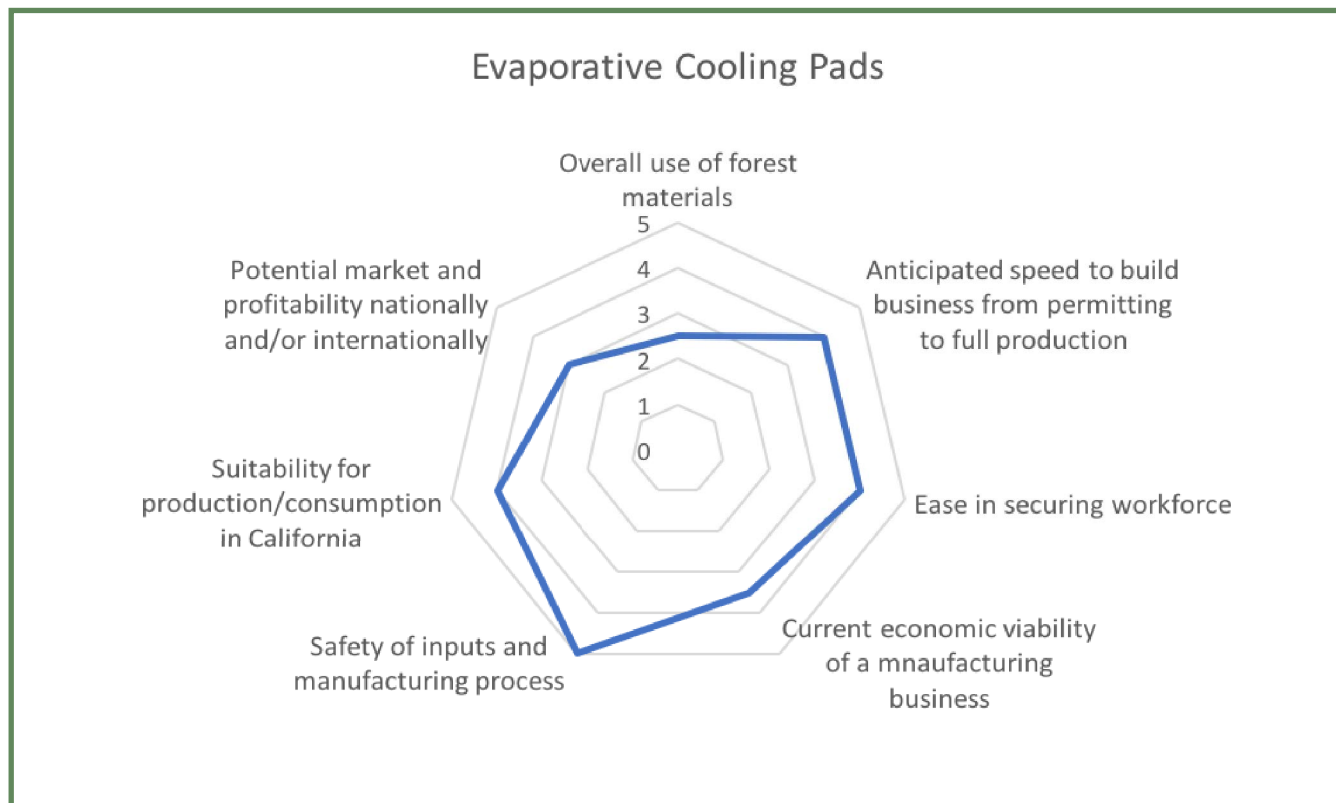 Evaporative Cooling Pads
Overall use of forest
materials
5
4
3
2
1
0
Anticipated speed to build
business from permitting
to full production
Ease in securing workforce
Current economic viability
of a mnaufacturing
business
Safety of inputs and
manufacturing process
Suitability for
production/consumption
in California
Potential market and
profitability nationally
and/or internationally